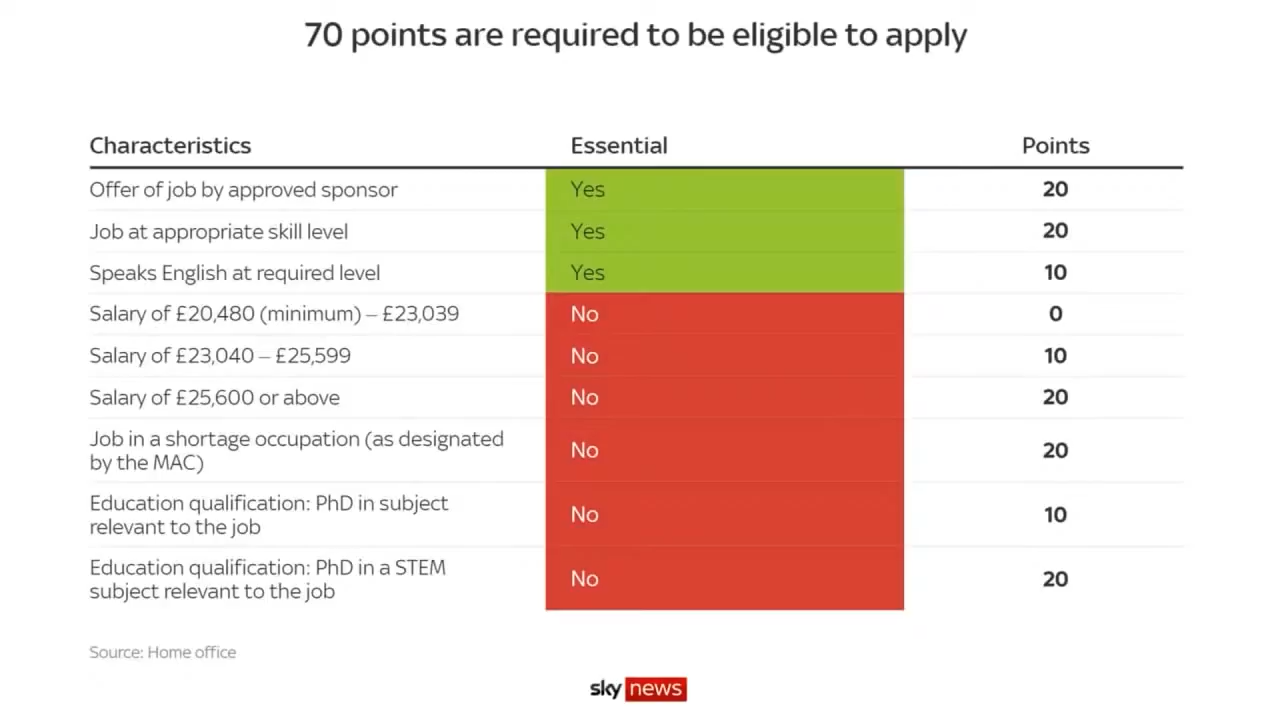 70 points are required to be eligible to apply
Characteristics Essential Points
Offer of job by approved sponsor Yes 20
Job at appropriate skill level Yes 20
Speaks English at required level Yes 10
Salary of £20,480 (minimum) – £23,039 No 0
Salary of £23,040 – £25,599 No 10
Salary of £25,600 or above No 20
Job in a shortage occupation (as designated
by the MAC) No 20
Education qualification: PhD in subject
relevant to the job No 10
Education qualification: PhD in a STEM
subject relevant to the job No 20
Source: Home office
sky news